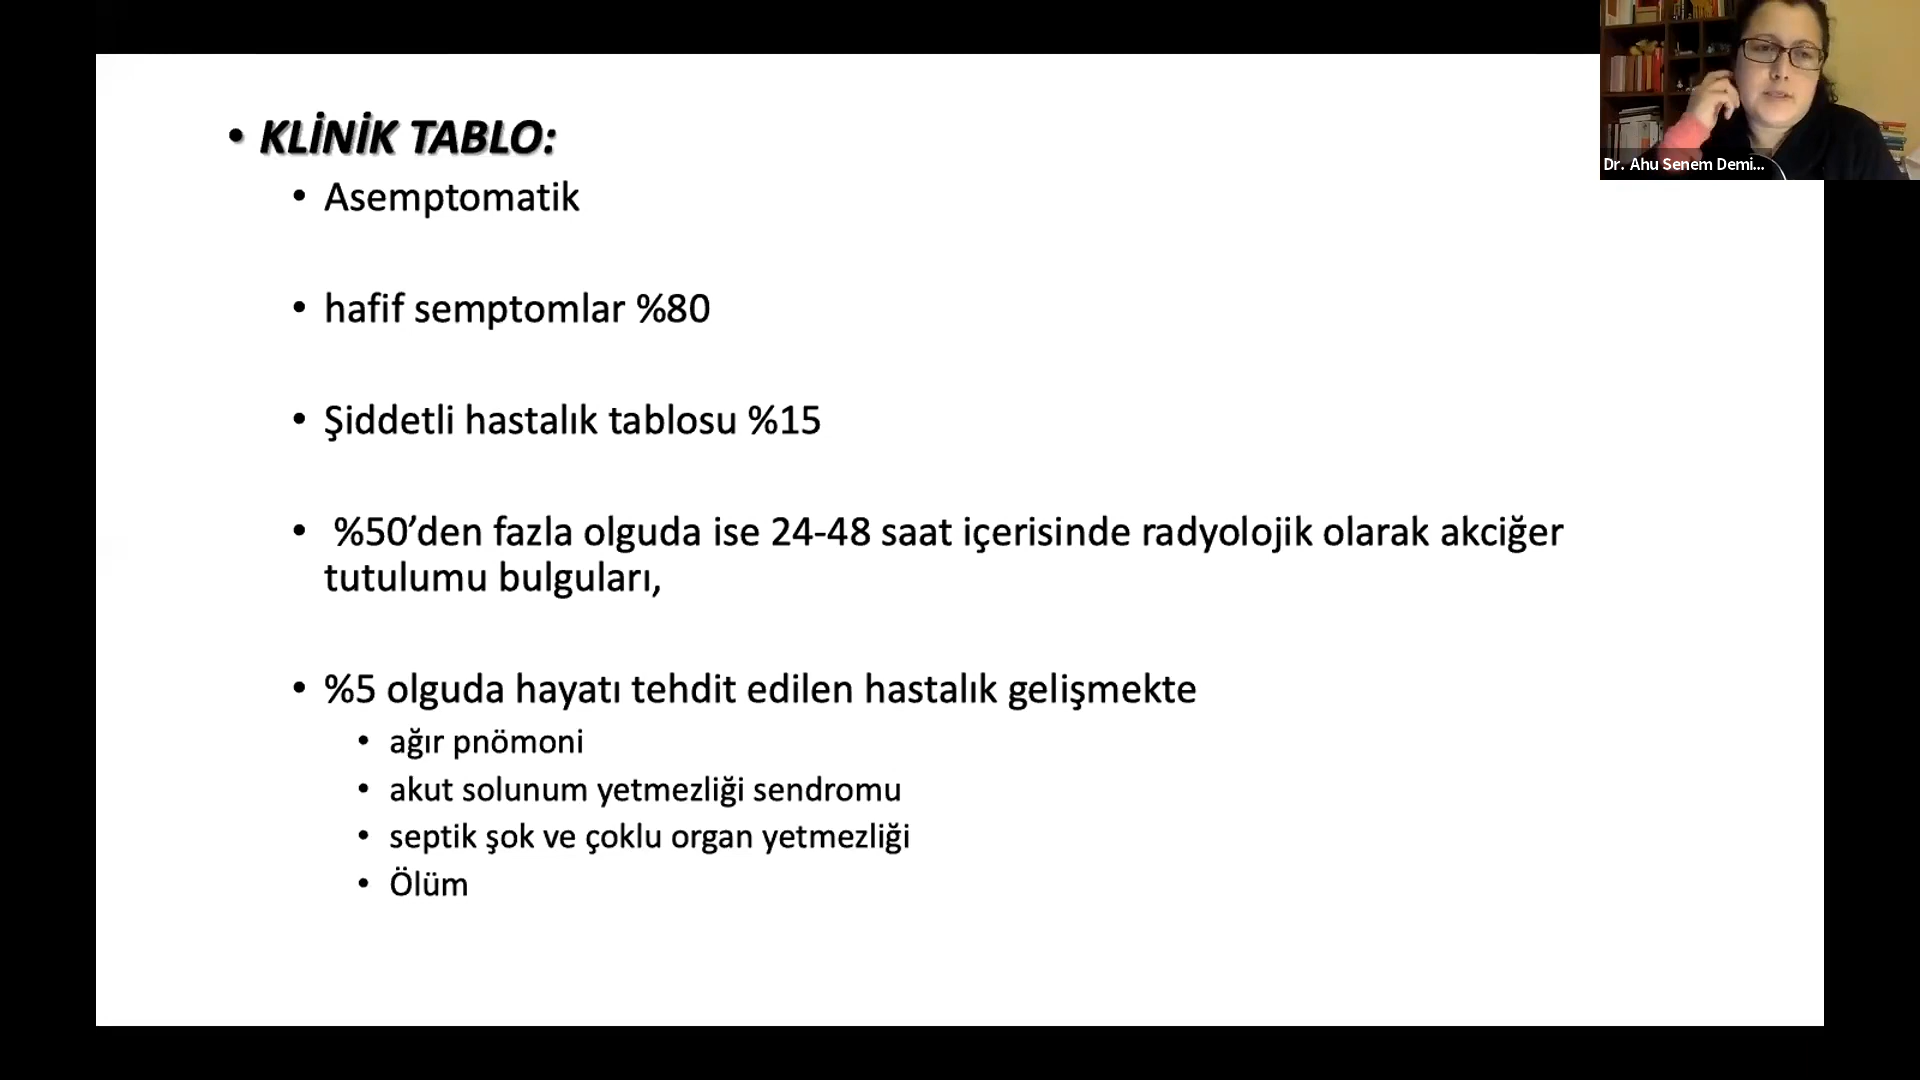 • KLİNİK TABLO:
• Asemptomatik
• hafif semptomlar %80
• Şiddetli hastalık tablosu %15
• %50’den fazla olguda ise 24-48 saat içerisinde radyolojik olarak akciğer
tutulumu bulguları,
• %5 olguda hayatı tehdit edilen hastalık gelişmekte
• ağır pnömoni
• akut solunum yetmezliği sendromu
• septik şok ve çoklu organ yetmezliği
• Ölüm
Dr. Ahu Senem Demi...